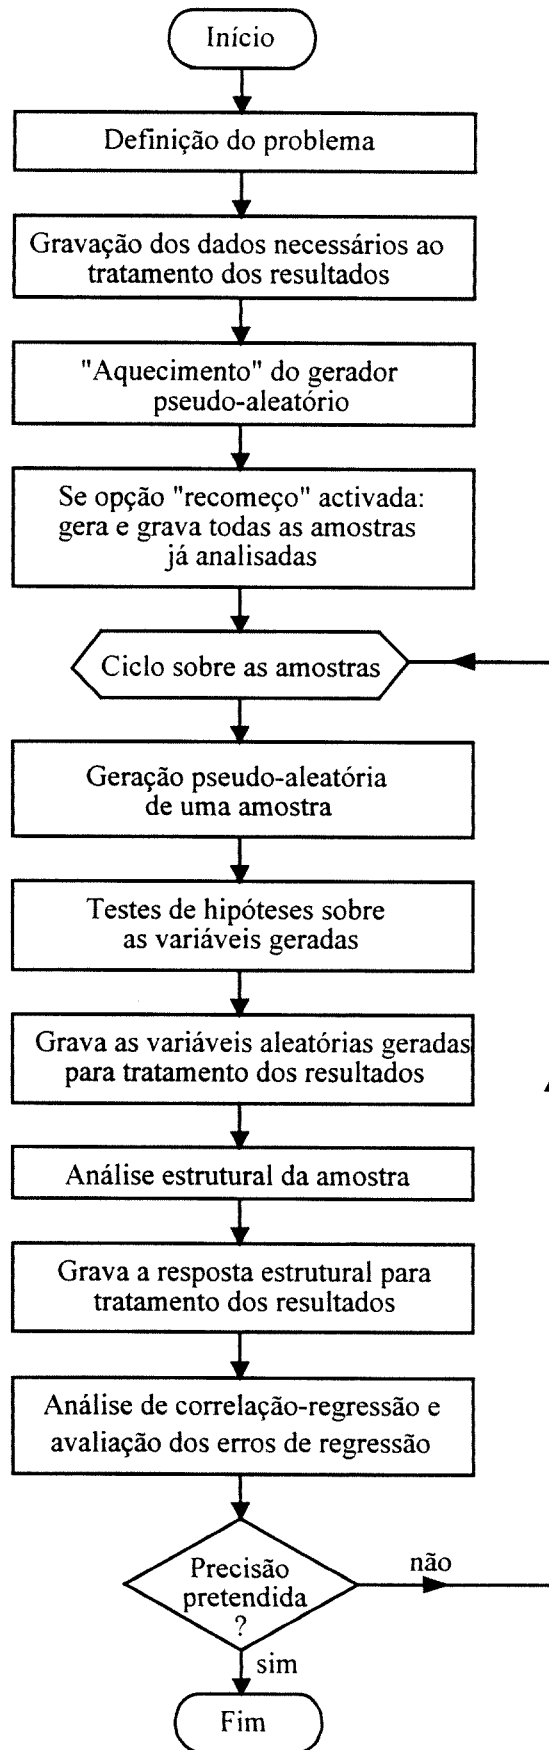 Início
Definição do problema
Gravação dos dados necessários ao
tratamento dos resultados
"Aquecimento" do gerador
pseudo-aleatório
Se opção "recomeço" activada:
gera e grava todas as amostras
já analisadas
Ciclo sobre as amostras
Geração pseudo-aleatória
de uma amostra
Testes de hipóteses sobre
as variáveis geradas
Grava as variáveis aleatórias geradas
para tratamento dos resultados
Análise estrutural da amostra
Grava a resposta estrutural para
tratamento dos resultados
Análise de correlação-regressão e
avaliação dos erros de regressão
Precisão
pretendida
?
não
sim
Fim